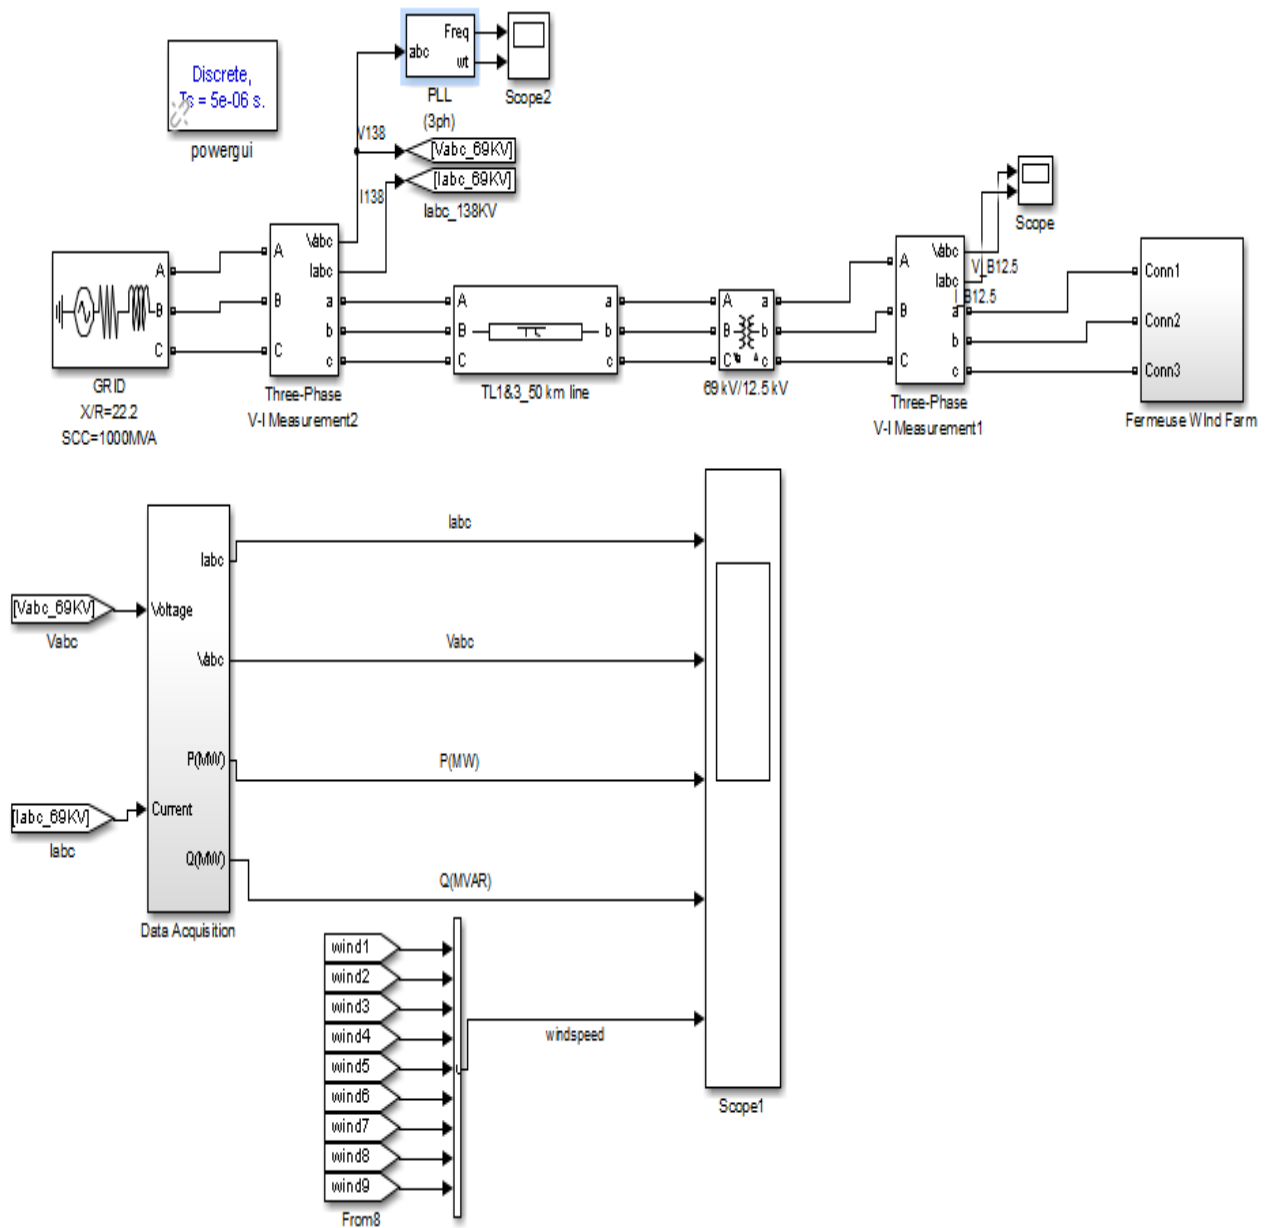 Discrete,
Ts = 5e-06 s.
powergui
Freq
abc
wt
PLL
(3ph)
Scope2
V138
[Vabc_69KV]
[Iabc_69KV]
I138
Iabc_138KV
Scope
A
B
C
GRID
X/R=22.2
SCC=1000MVA
A
B
C
Vabc
Iabc
a
b
c
Three-Phase
V-I Measurement2
A
B
C
a
b
c
TL1&3_50 km line
A
B
C
a
b
c
69 kV/12.5 kV
A
B
C
Vabc
Iabc
a
b
c
V_B12.5
I_B12.5
Three-Phase
V-I Measurement1
Conn1
Conn2
Conn3
Fermeuse WInd Farm
[Vabc_69KV]
Vabc
[Iabc_69KV]
Iabc
Voltage
Current
Iabc
Vabc
P(MW)
Q(MW)
Data Acquisition
Iabc
Vabc
P(MW)
Q(MVAR)
windspeed
Scope1
wind1
wind2
wind3
wind4
wind5
wind6
wind7
wind8
wind9
From8